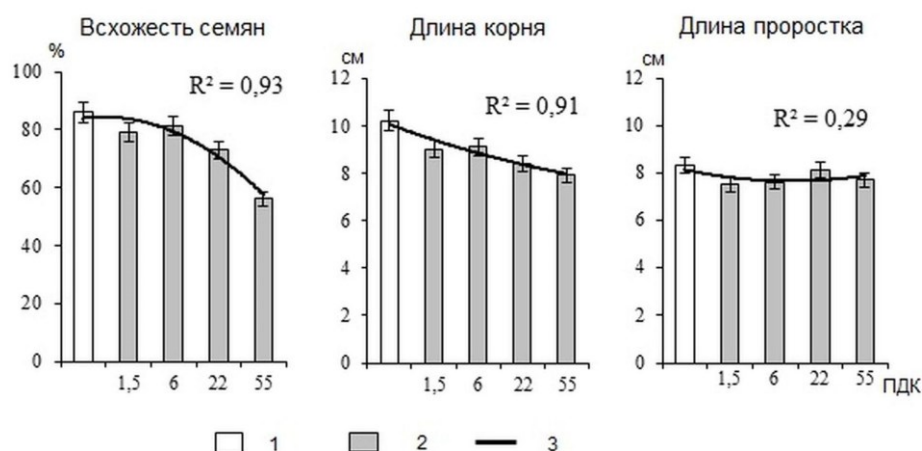 Всхожесть семян
%
100
80
60
40
20
0
R² = 0,93
1,5 6 22 55
Длина корня
см
12
10
8
6
4
2
0
R² = 0,91
1,5 6 22 55
Длина проростка
см
12
10
8
6
4
2
0
R² = 0,29
1,5 6 22 55 ПДК
1 2 3